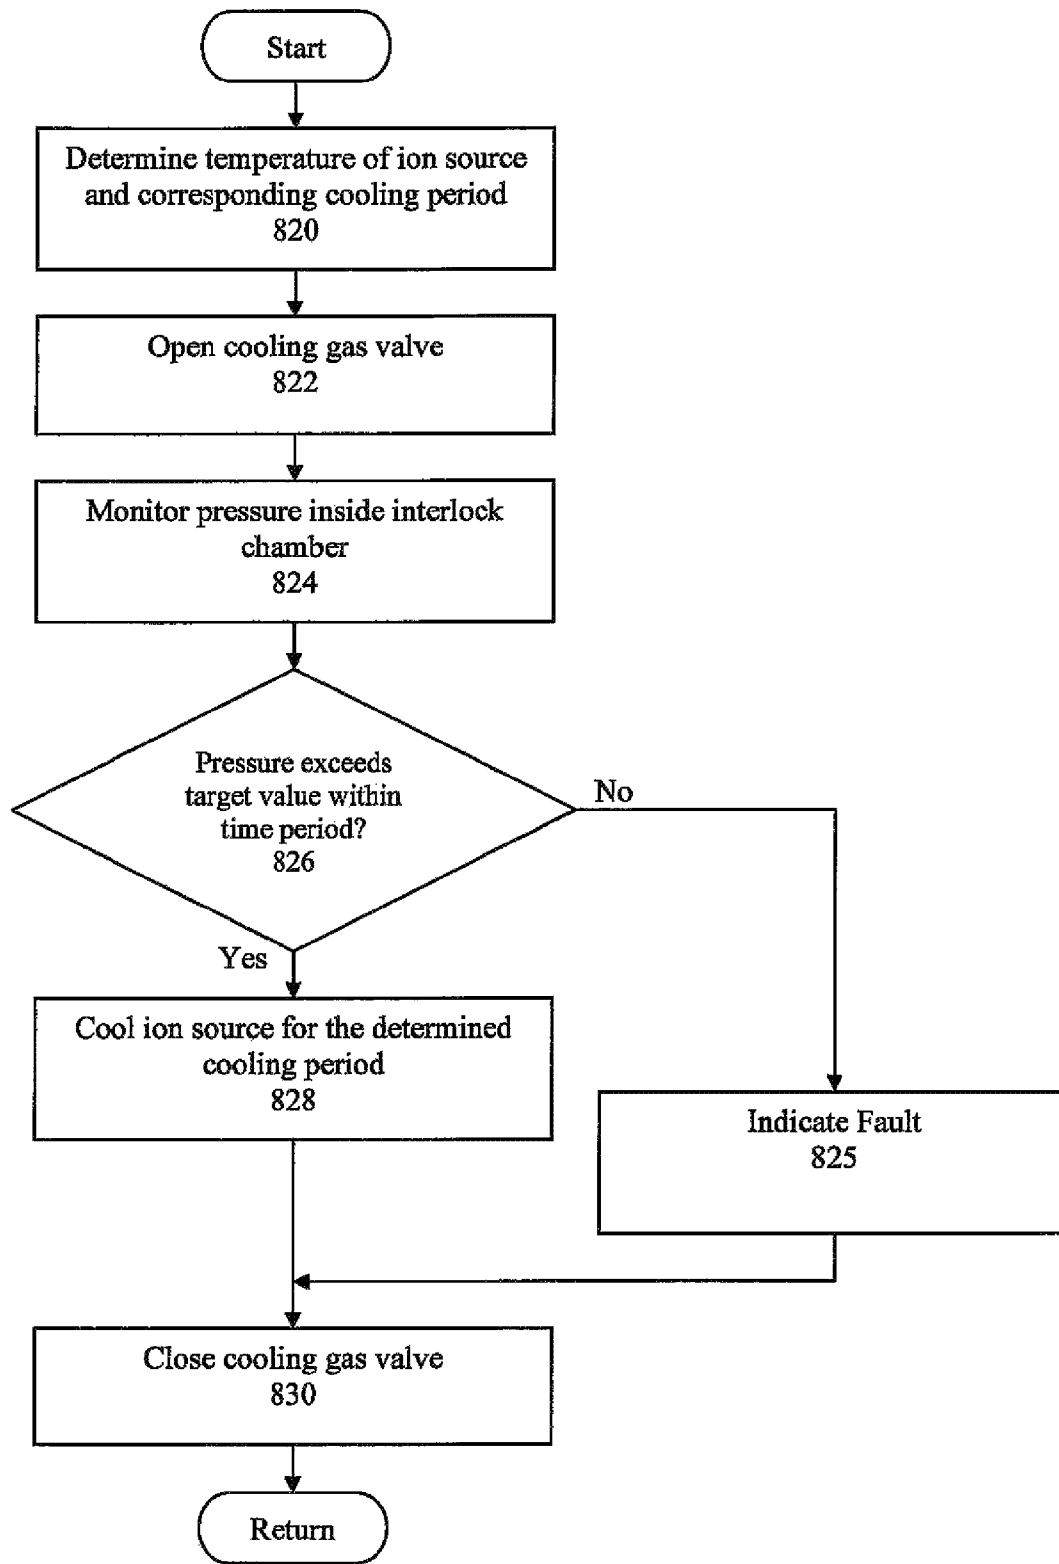 Start
Determine temperature of ion source
and corresponding cooling period
820
Open cooling gas valve
822
Monitor pressure inside interlock
chamber
824
Pressure exceeds
target value within
time period?
826
No
Yes
Cool ion source for the determined
cooling period
828
Indicate Fault
825
Close cooling gas valve
830
Return